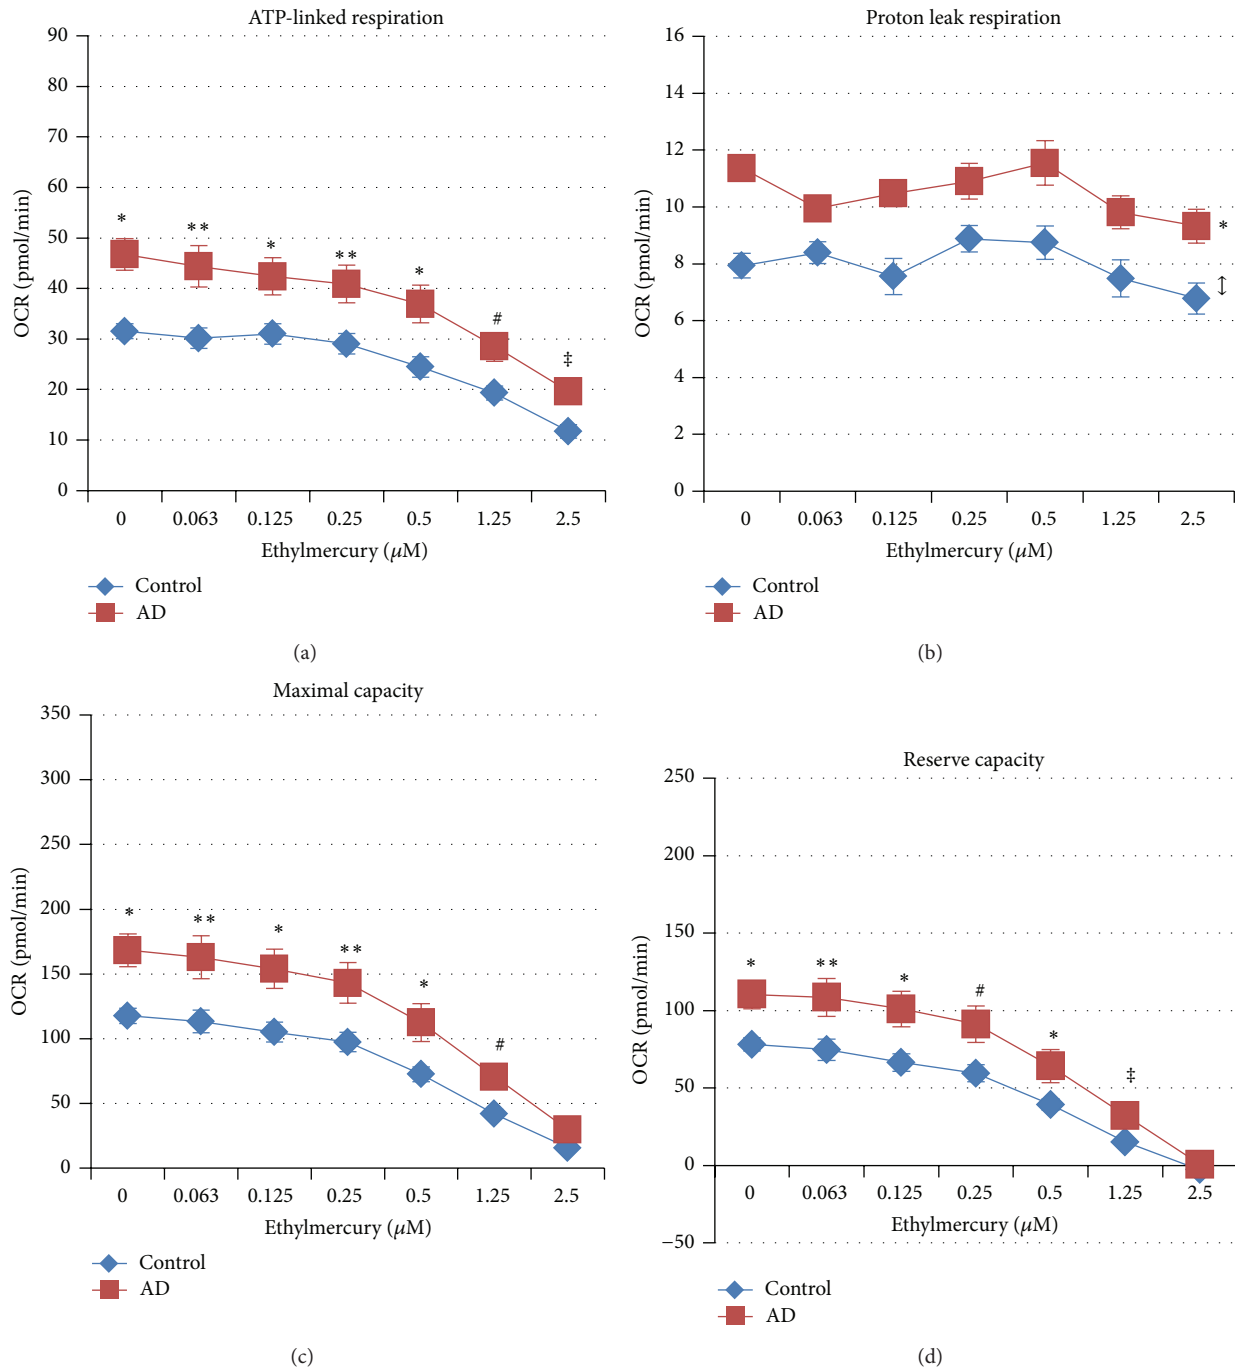 ATP-linked respiration
90
80
70
60
50
40
30
20
10
0
OCR (pmol/min)
* ** * ** * # ‡
0 0.063 0.125 0.25 0.5 1.25 2.5
Ethylmercury (μM)
Control
AD
(a)
Proton leak respiration
16
14
12
10
8
6
4
2
0
OCR (pmol/min)
*
↕
0 0.063 0.125 0.25 0.5 1.25 2.5
Ethylmercury (μM)
Control
AD
(b)
Maximal capacity
350
300
250
200
150
100
50
0
OCR (pmol/min)
* ** * ** * #
0 0.063 0.125 0.25 0.5 1.25 2.5
Ethylmercury (μM)
Control
AD
(c)
Reserve capacity
250
200
150
100
50
0
−50
OCR (pmol/min)
* ** * # * ‡
0 0.063 0.125 0.25 0.5 1.25 2.5
Ethylmercury (μM)
Control
AD
(d)